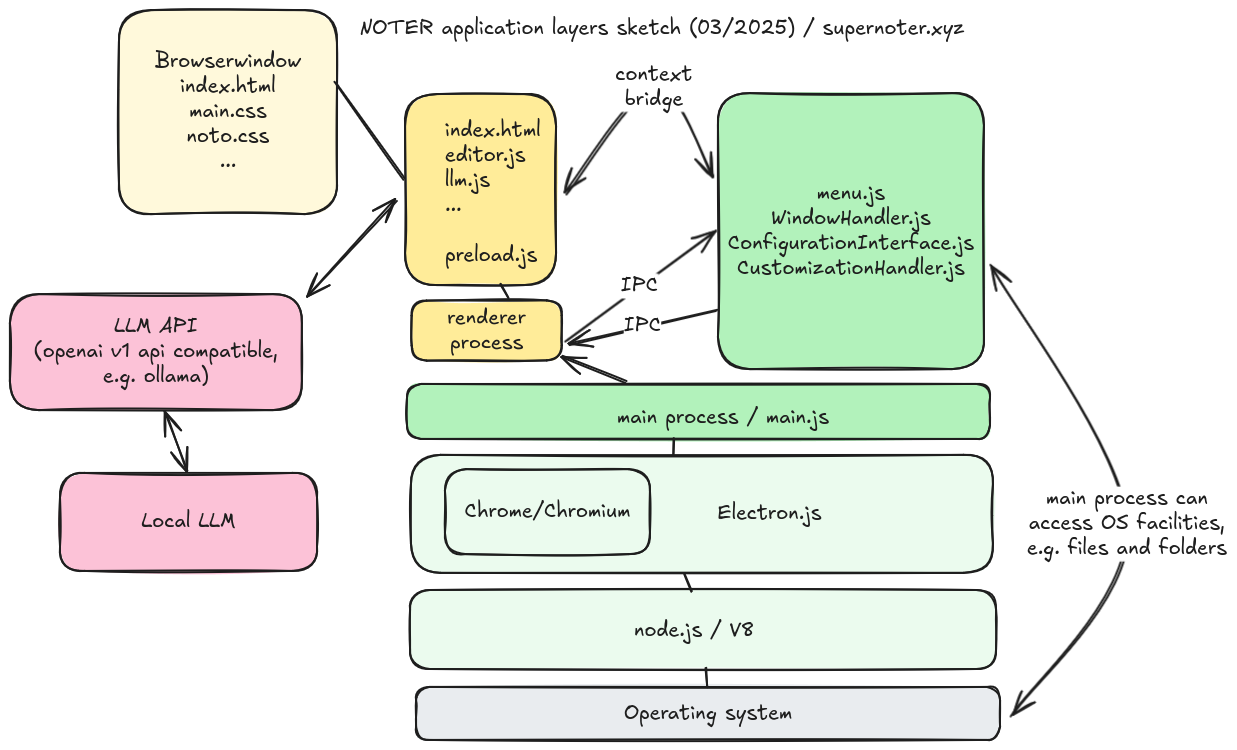 NOTER application layers sketch (03/2025) / supernoter.xyz
Browserwindow
index.html
main.css
noto.css
...
index.html
editor.js
llm.js
...
preload.js
renderer
process
context
bridge
menu.js
WindowHandler.js
ConfigurationInterface.js
CustomizationHandler.js
IPC
IPC
LLM API
(openai v1 api compatible,
e.g. ollama)
Local LLM
main process / main.js
Chrome/Chromium
Electron.js
main process can
access OS facilities,
e.g. files and folders
node.js / V8
Operating system